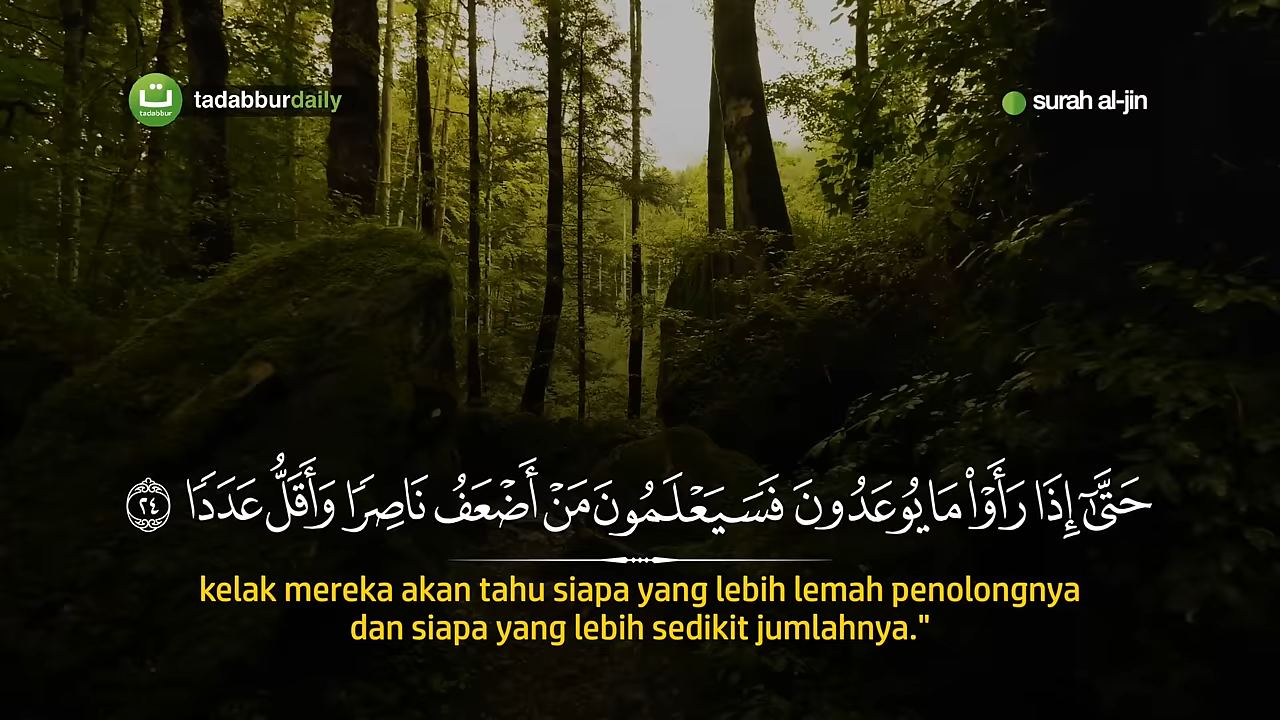 ت
tadabbur
tadabburdaily
surah al-jin
حَتَّىٰٓ إِذَا رَأَوْا۟ مَا يُوعَدُونَ فَسَيَعْلَمُونَ مَنْ أَضْعَفُ نَاصِرًا وَأَقَلُّ عَدَدًا ٢٤
kelak mereka akan tahu siapa yang lebih lemah penolongnya
dan siapa yang lebih sedikit jumlahnya."